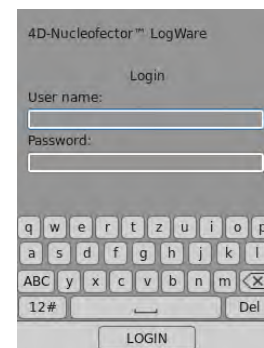 4D-Nucleofector™ LogWare
Login
User name:
Password:
q w e r t z u i o p
a s d f g h j k l
ABC y x c v b n m
12# Del
LOGIN